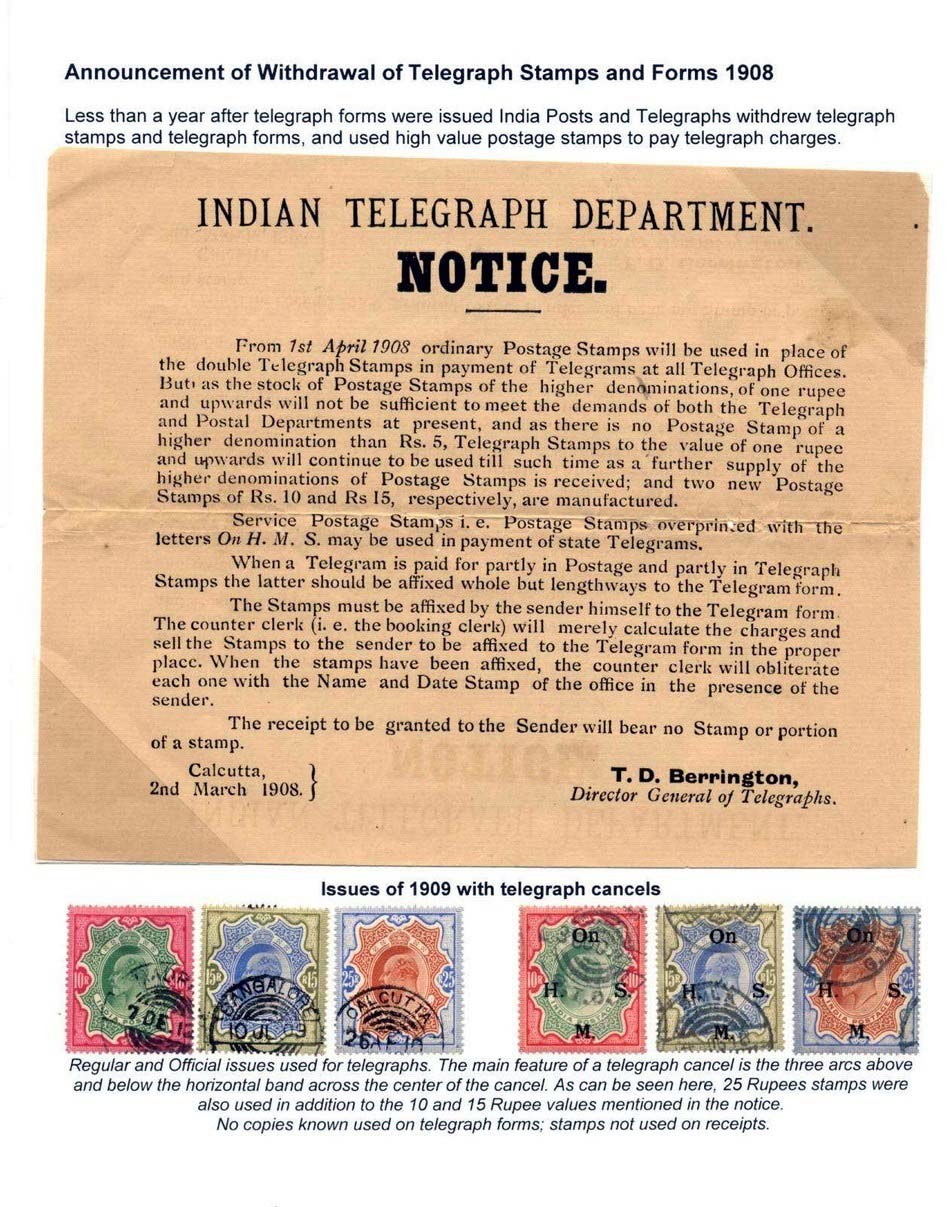 Announcement of Withdrawal of Telegraph Stamps and Forms 1908
Less than a year after telegraph forms were issued India Posts and Telegraphs withdrew telegraph
stamps and telegraph forms, and used high value postage stamps to pay telegraph charges.
INDIAN TELEGRAPH DEPARTMENT.
NOTICE.
From 1st April 1908 ordinary Postage Stamps will be used in place of
the double Telegraph Stamps in payment of Telegrams at all Telegraph Offices.
But as the stock of Postage Stamps of the higher denominations, of one rupee
and upwards will not be sufficient to meet the demands of both the Telegraph
and Postal Departments at present, and as there is no Postage Stamp of a
higher denomination than Rs. 5, Telegraph Stamps to the value of one rupee
and upwards will continue to be used till such time as a further supply of the
higher denominations of Postage Stamps is received; and two new Postage
Stamps of Rs. 10 and Rs 15, respectively, are manufactured.
Service Postage Stamps i. e. Postage Stamps overprinted with the
letters On H. M. S. may be used in payment of state Telegrams.
When a Telegram is paid for partly in Postage and partly in Telegraph
Stamps the latter should be affixed whole but lengthways to the Telegram form.
The Stamps must be affixed by the sender himself to the Telegram form.
The counter clerk (i. e. the booking clerk) will merely calculate the charges and
sell the Stamps to the sender to be affixed to the Telegram form in the proper
place. When the stamps have been affixed, the counter clerk will obliterate
each one with the Name and Date Stamp of the office in the presence of the
sender.
The receipt to be granted to the Sender will bear no Stamp or portion
of a stamp.
Calcutta,
2nd March 1908.
T. D. Berrington,
Director General of Telegraphs.
Issues of 1909 with telegraph cancels
7 DE 12
15R 15
BANGALORE
10 JL 09
25 25
CALCUTTA
On
H. S.
M.
On
H. S.
M.
On
H. S.
M.
Regular and Official issues used for telegraphs. The main feature of a telegraph cancel is the three arcs above
and below the horizontal band across the center of the cancel. As can be seen here, 25 Rupees stamps were
also used in addition to the 10 and 15 Rupee values mentioned in the notice.
No copies known used on telegraph forms; stamps not used on receipts.